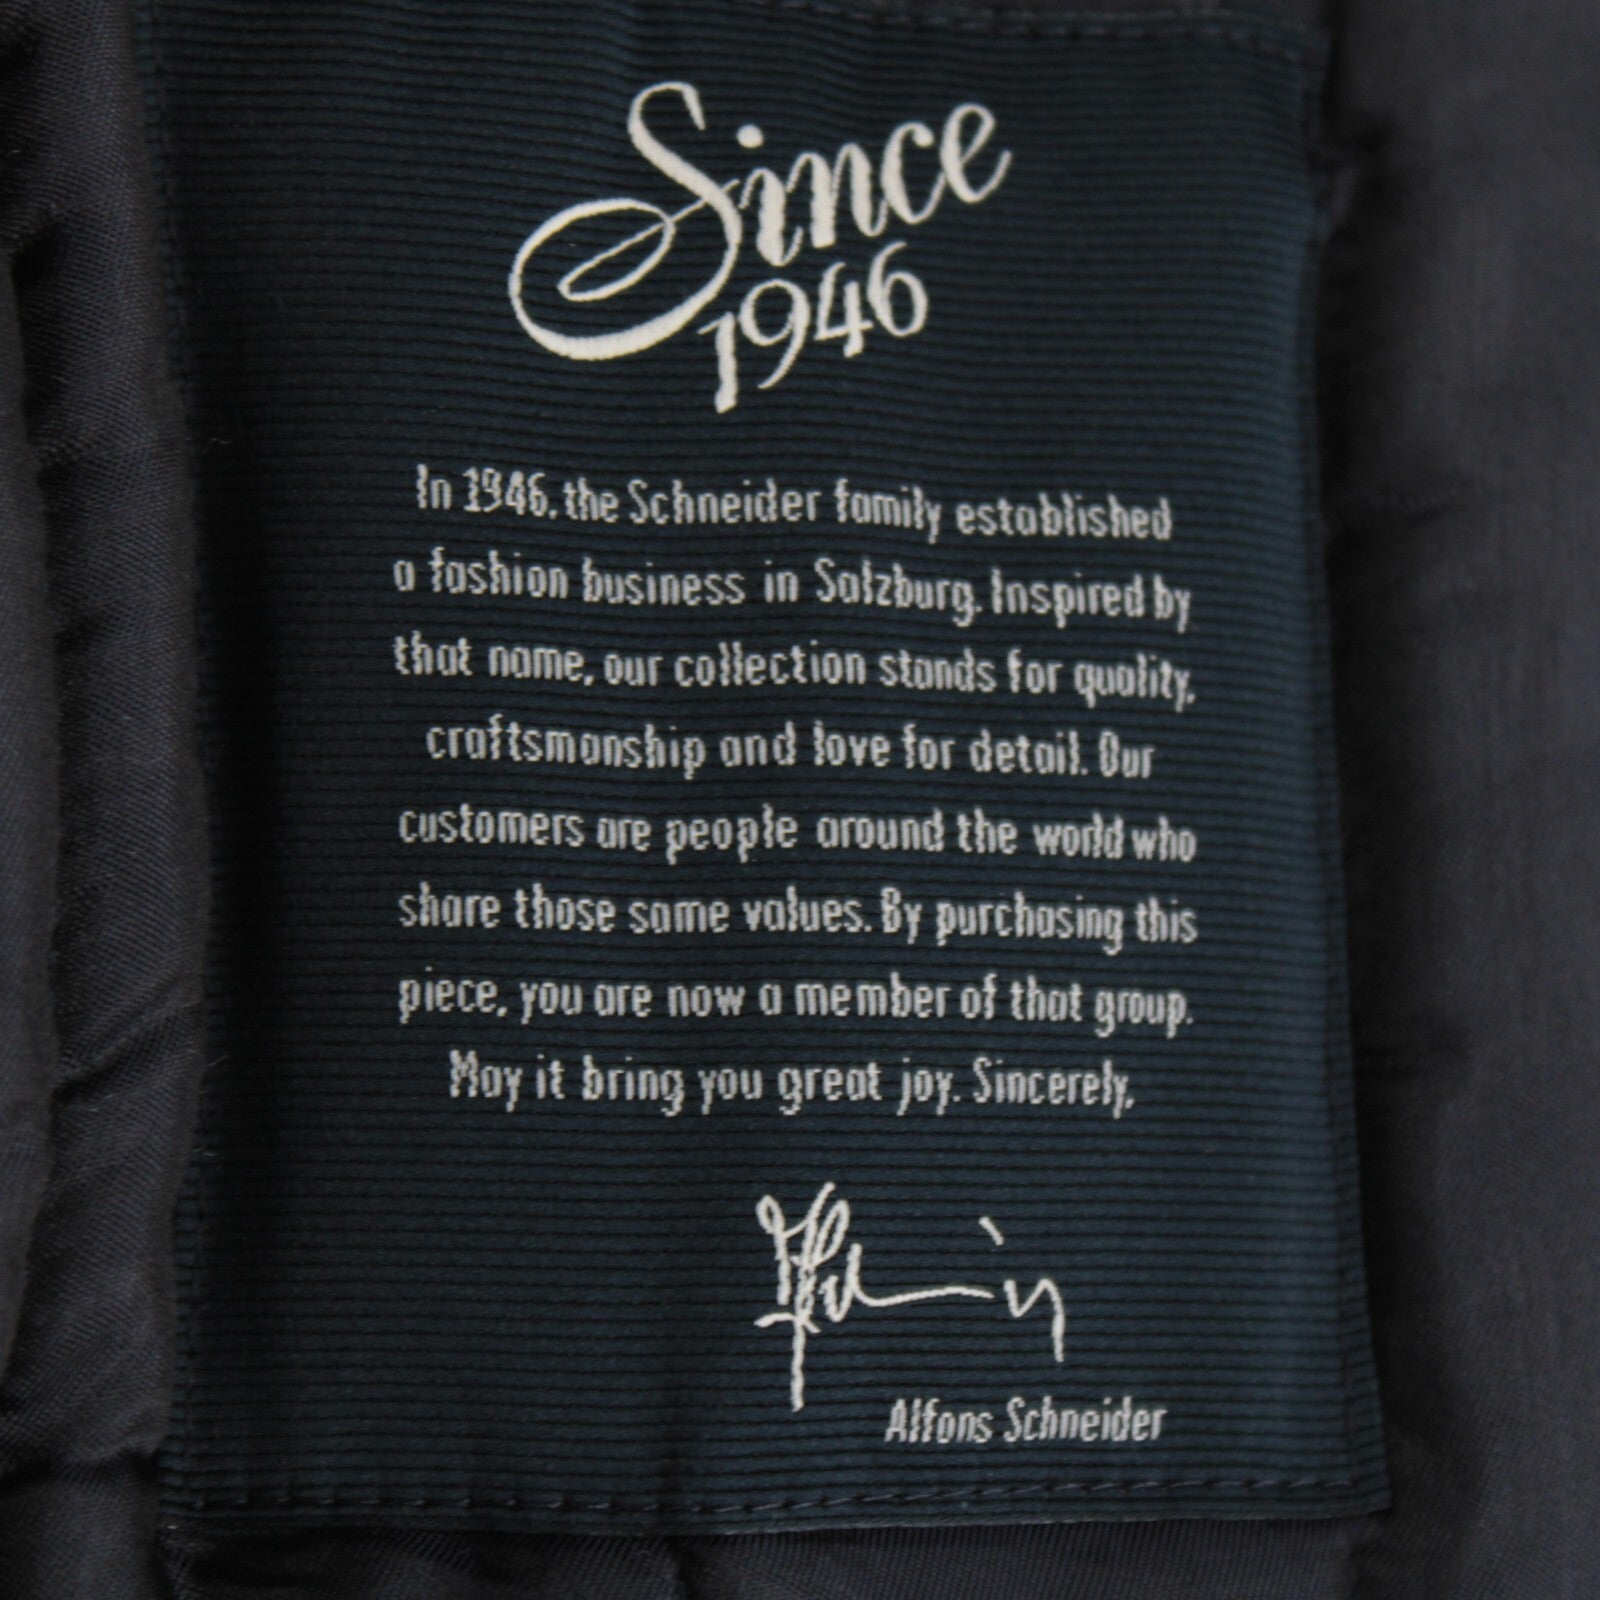 Since
1946
In 1946, the Schneider family established
a fashion business in Salzburg. Inspired by
that name, our collection stands for quality,
craftsmanship and love for detail. Our
customers are people around the world who
share those same values. By purchasing this
piece, you are now a member of that group.
May it bring you great joy. Sincerely,
Alfons Schneider